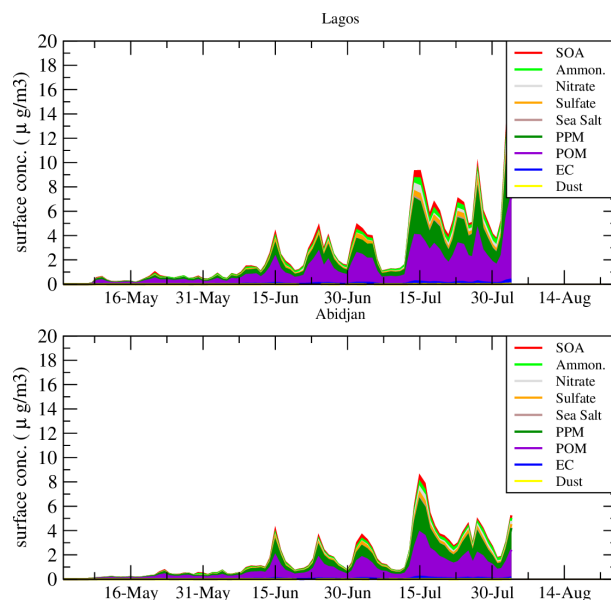 Lagos
surface conc. ( μ g/m3)
20
18
16
14
12
10
8
6
4
2
0
SOA
Ammon.
Nitrate
Sulfate
Sea Salt
PPM
POM
EC
Dust
16-May 31-May 15-Jun 30-Jun 15-Jul 30-Jul 14-Aug
Abidjan
surface conc. ( μ g/m3)
20
18
16
14
12
10
8
6
4
2
0
SOA
Ammon.
Nitrate
Sulfate
Sea Salt
PPM
POM
EC
Dust
16-May 31-May 15-Jun 30-Jun 15-Jul 30-Jul 14-Aug